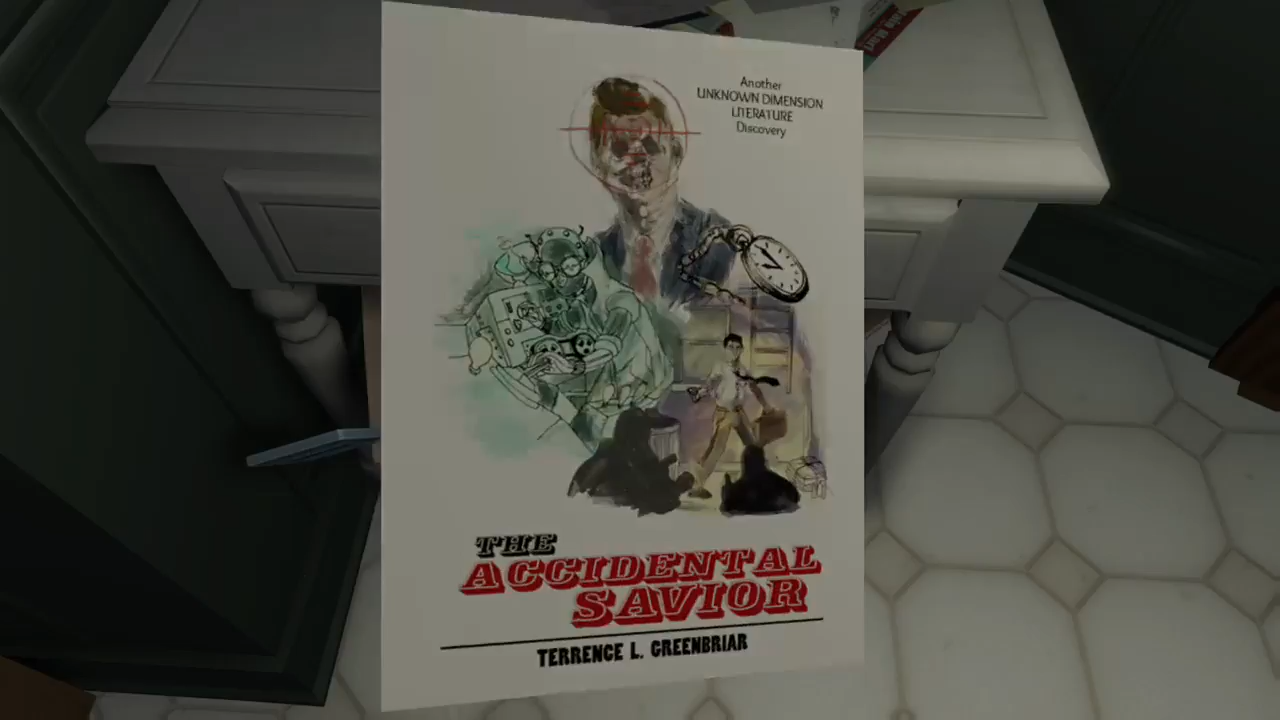 Another
UNKNOWN DIMENSION
LITERATURE
Discovery
THE
ACCIDENTAL
SAVIOR
TERRENCE L. GREENBRIAR